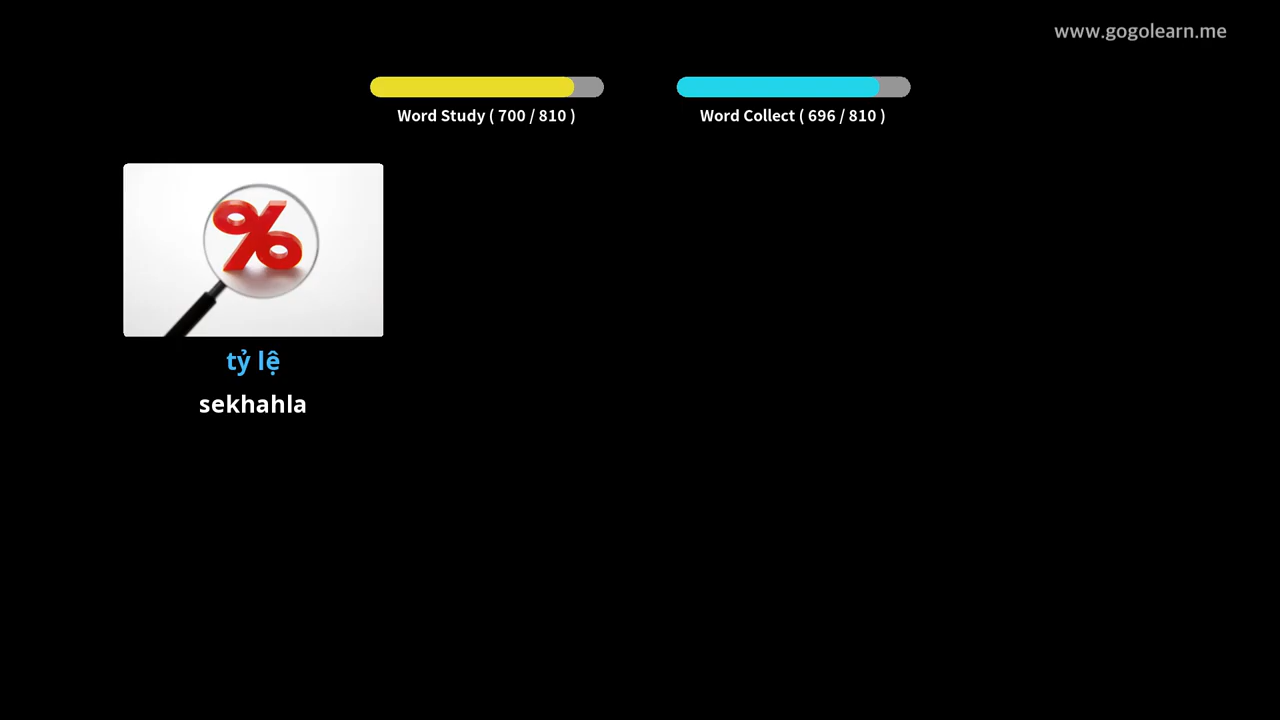 www.gogolearn.me
Word Study ( 700 / 810 )
Word Collect ( 696 / 810 )
%
tỷ lệ
sekhahla